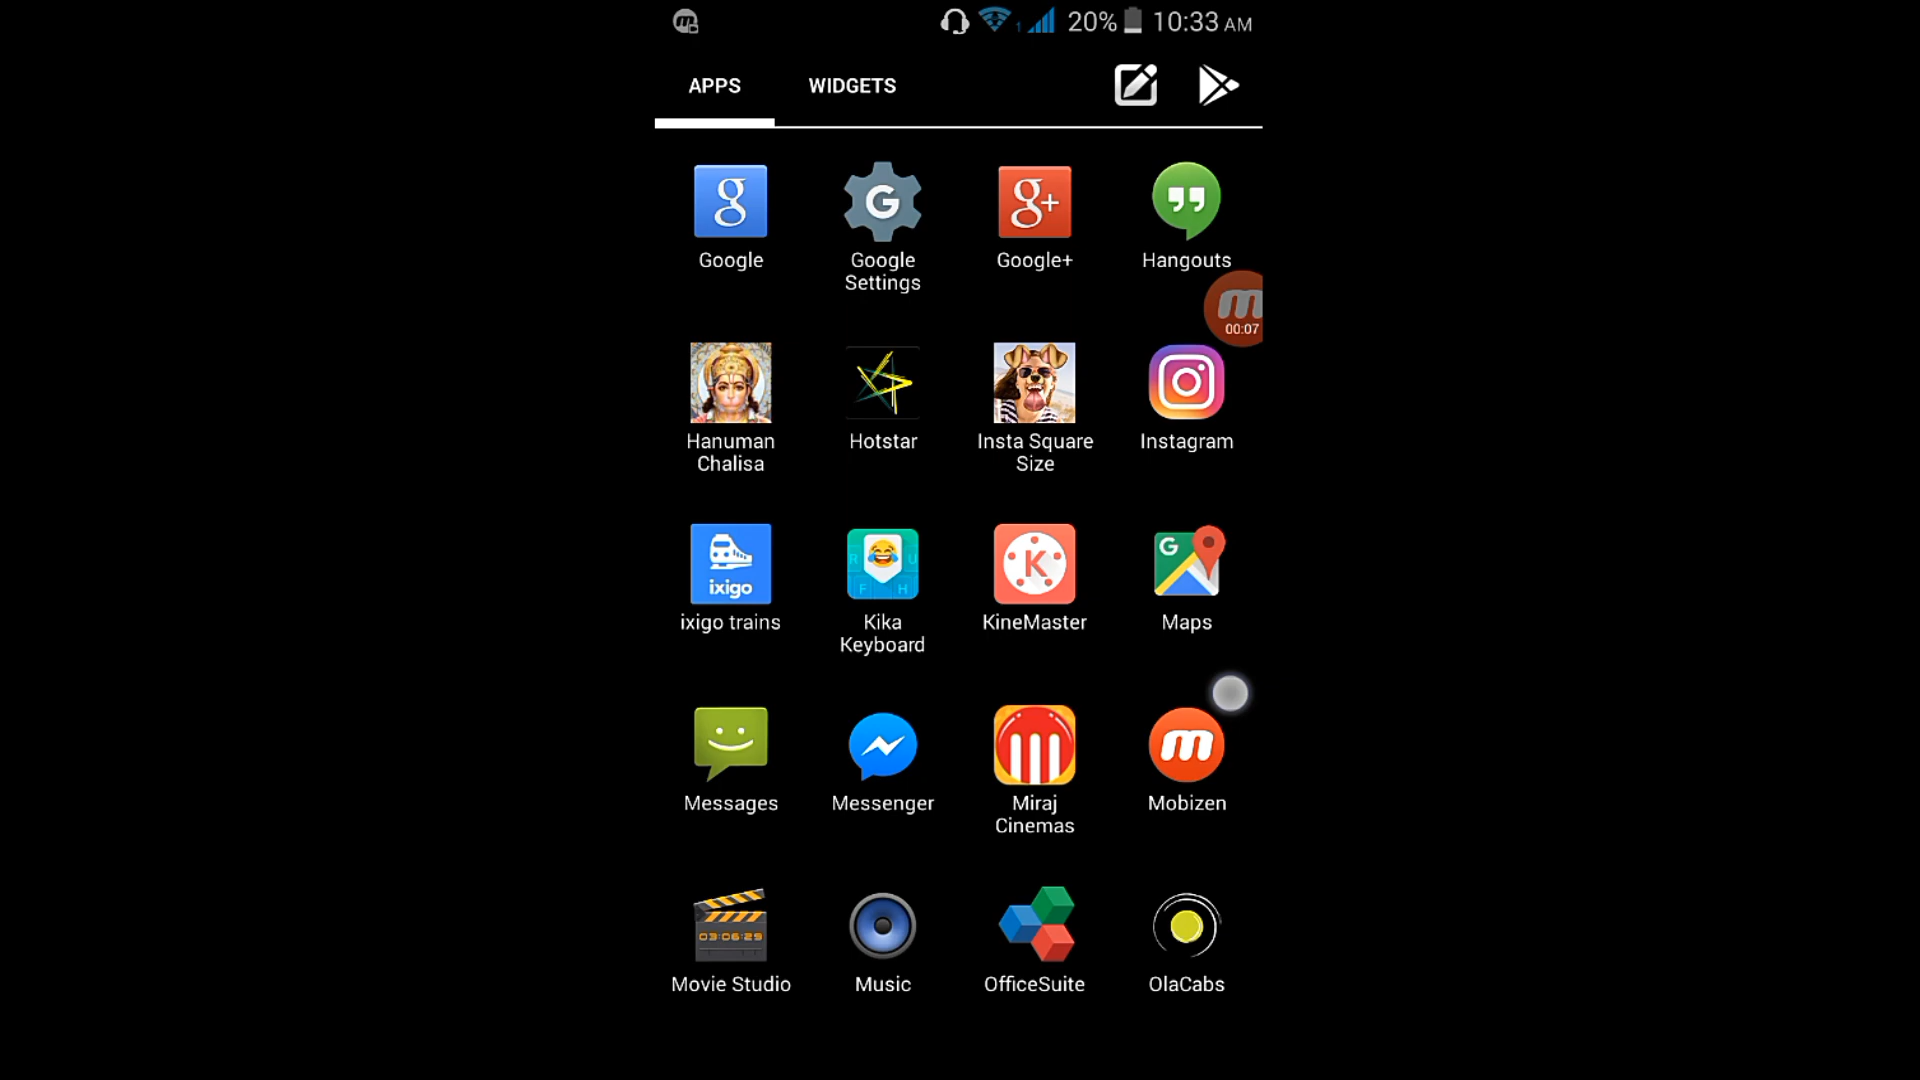 1 20% 10:33 AM
APPS WIDGETS
Google Google Settings Google+ Hangouts
00:07
Hanuman Chalisa Hotstar Insta Square Size Instagram
ixigo
ixigo trains Kika Keyboard KineMaster Maps
Messages Messenger Miraj Cinemas Mobizen
03:06:29
Movie Studio Music OfficeSuite OlaCabs